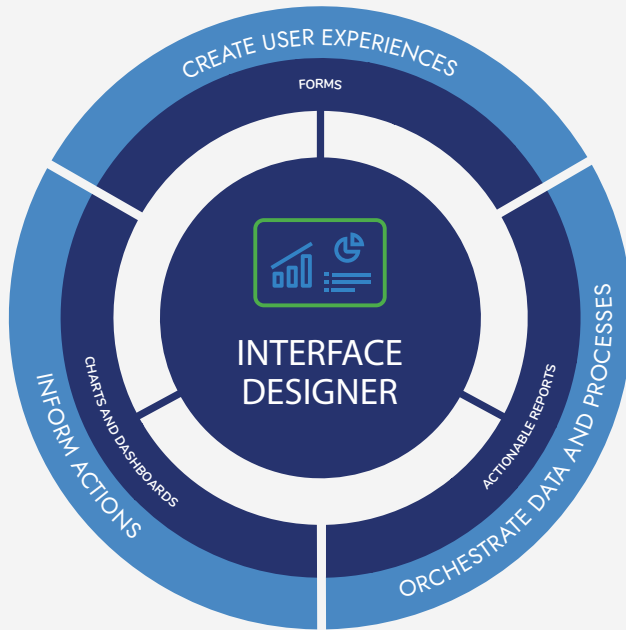 CREATE USER EXPERIENCES
FORMS
INTERFACE
DESIGNER
CHARTS AND DASHBOARDS
INFORM ACTIONS
ACTIONABLE REPORTS
ORCHESTRATE DATA AND PROCESSES